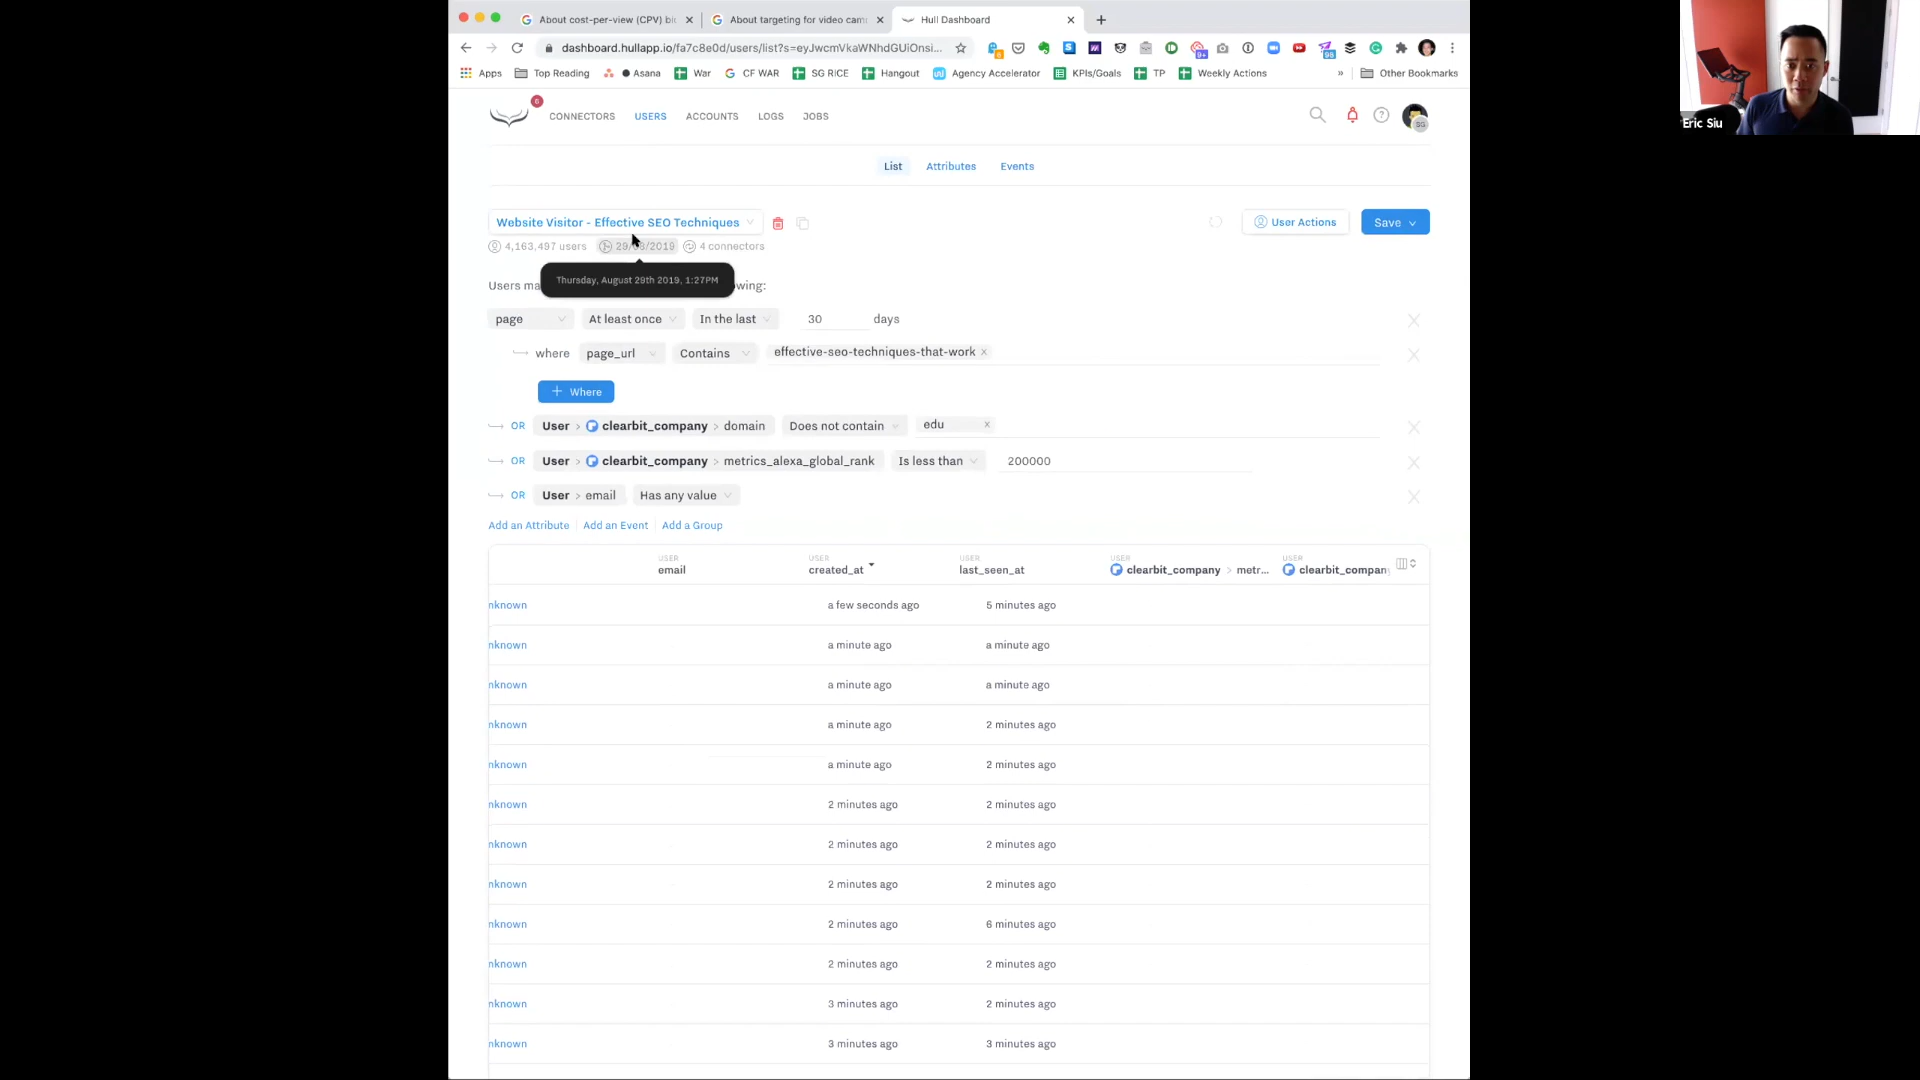 About cost-per-view (CPV) bi
About targeting for video cam
Hull Dashboard
dashboard.hullapp.io/fa7c8e0d/users/list?s=eyJwcmVkaWNhdGUiOnsi...
Apps
Top Reading
Asana
War
CF WAR
SG RICE
Hangout
Agency Accelerator
KPIs/Goals
TP
Weekly Actions
»
Other Bookmarks
Eric Siu
6
CONNECTORS
USERS
ACCOUNTS
LOGS
JOBS
List
Attributes
Events
Website Visitor - Effective SEO Techniques
User Actions
Save
4,163,497 users
4 connectors
Thursday, August 29th 2019, 1:27PM
Users ma
wing:
page
At least once
In the last
30
days
where
page_url
Contains
effective-seo-techniques-that-work
+ Where
OR User > clearbit_company > domain Does not contain edu
OR User > clearbit_company > metrics_alexa_global_rank Is less than 200000
OR User > email Has any value
Add an Attribute
Add an Event
Add a Group
USER
email
USER
created_at
USER
last_seen_at
USER
clearbit_company > metr...
USER
clearbit_company
nknown a few seconds ago 5 minutes ago
nknown a minute ago a minute ago
nknown a minute ago a minute ago
nknown a minute ago 2 minutes ago
nknown a minute ago 2 minutes ago
nknown 2 minutes ago 2 minutes ago
nknown 2 minutes ago 2 minutes ago
nknown 2 minutes ago 2 minutes ago
nknown 2 minutes ago 6 minutes ago
nknown 2 minutes ago 2 minutes ago
nknown 3 minutes ago 2 minutes ago
nknown 3 minutes ago 3 minutes ago